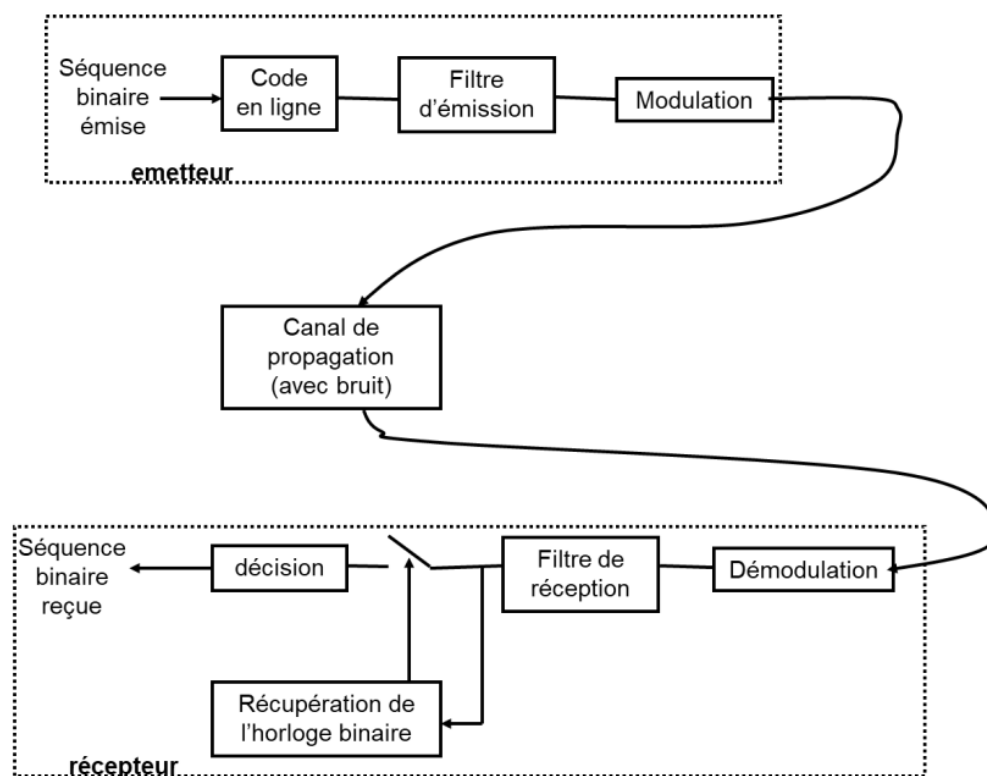 Séquence
binaire
émise
Code
en ligne
Filtre
d’émission
Modulation
emetteur
Canal de
propagation
(avec bruit)
Séquence
binaire
reçue
décision
Filtre de
réception
Démodulation
Récupération de
l’horloge binaire
récepteur